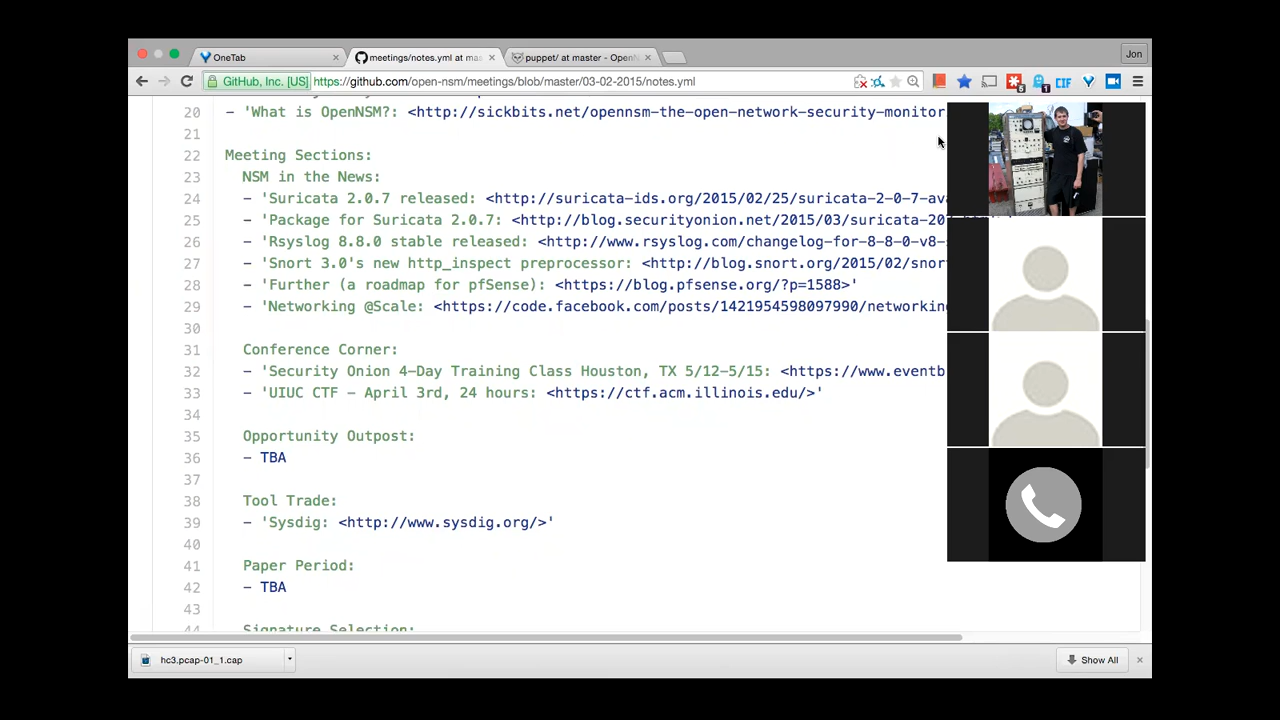 OneTab
meetings/notes.yml at mas
puppet/ at master · OpenN
Jon
GitHub, Inc. [US]
https://github.com/open-nsm/meetings/blob/master/03-02-2015/notes.yml
5
1
CIF
20 - 'What is OpenNSM?: <http://sickbits.net/opennsm-the-open-network-security-monitor
21
22 Meeting Sections:
23 NSM in the News:
24 - 'Suricata 2.0.7 released: <http://suricata-ids.org/2015/02/25/suricata-2-0-7-av
25 - 'Package for Suricata 2.0.7: <http://blog.securityonion.net/2015/03/suricata-20
26 - 'Rsyslog 8.8.0 stable released: <http://www.rsyslog.com/changelog-for-8-8-0-v8-
27 - 'Snort 3.0's new http_inspect preprocessor: <http://blog.snort.org/2015/02/snor
28 - 'Further (a roadmap for pfSense): <https://blog.pfsense.org/?p=1588>'
29 - 'Networking @Scale: <https://code.facebook.com/posts/1421954598097990/networkin
30
31 Conference Corner:
32 - 'Security Onion 4-Day Training Class Houston, TX 5/12-5/15: <https://www.eventb
33 - 'UIUC CTF - April 3rd, 24 hours: <https://ctf.acm.illinois.edu/>'
34
35 Opportunity Outpost:
36 - TBA
37
38 Tool Trade:
39 - 'Sysdig: <http://www.sysdig.org/>'
40
41 Paper Period:
42 - TBA
43
44 Signature Selection:
hc3.pcap-01_1.cap
Show All